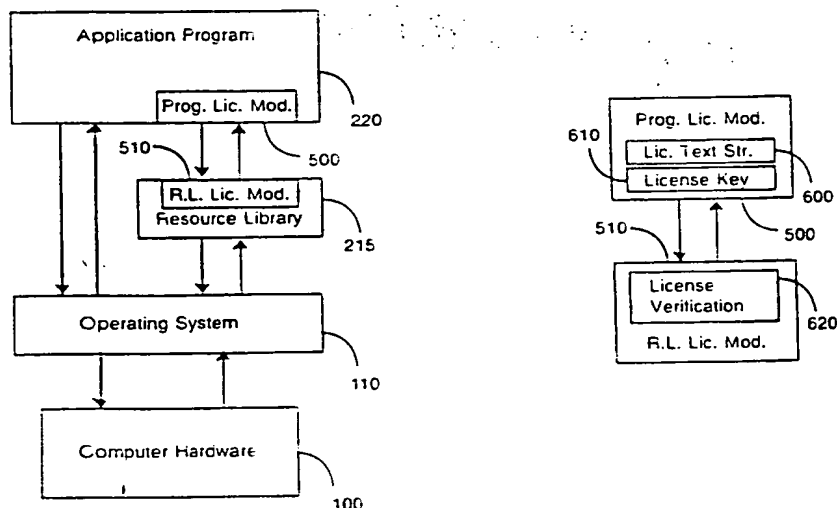 Application Program
Prog. Lic. Mod.
220
510
500
R.L. Lic. Mod.
Resource Library
215
Operating System
110
Computer Hardware
100
Prog. Lic. Mod.
610
Lic. Text Str.
License Key
600
510
500
License
Verification
620
R.L. Lic. Mod.